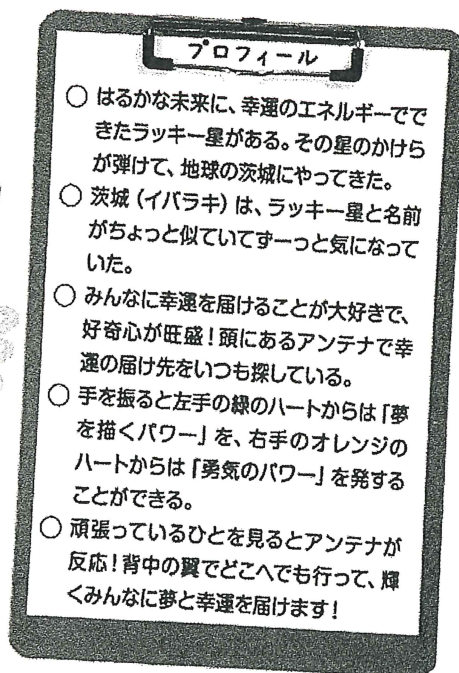 プロフィール
○ はるかな未来に、幸運のエネルギーでで
きたラッキー星がある。その星のかけら
が弾けて、地球の茨城にやってきた。
○ 茨城（イバラキ）は、ラッキー星と名前
がちょっと似ていてずーっと気になって
いた。
○ みんなに幸運を届けることが大好きで、
好奇心が旺盛！頭にあるアンテナで幸
運の届け先をいつも探している。
○ 手を振ると左手の緑のハートからは「夢
を描くパワー」を、右手のオレンジの
ハートからは「勇気のパワー」を発する
ことができる。
○ 頑張っているひとを見るとアンテナが
反応！背中の翼でどこへでも行って、輝
くみんなに夢と幸運を届けます！